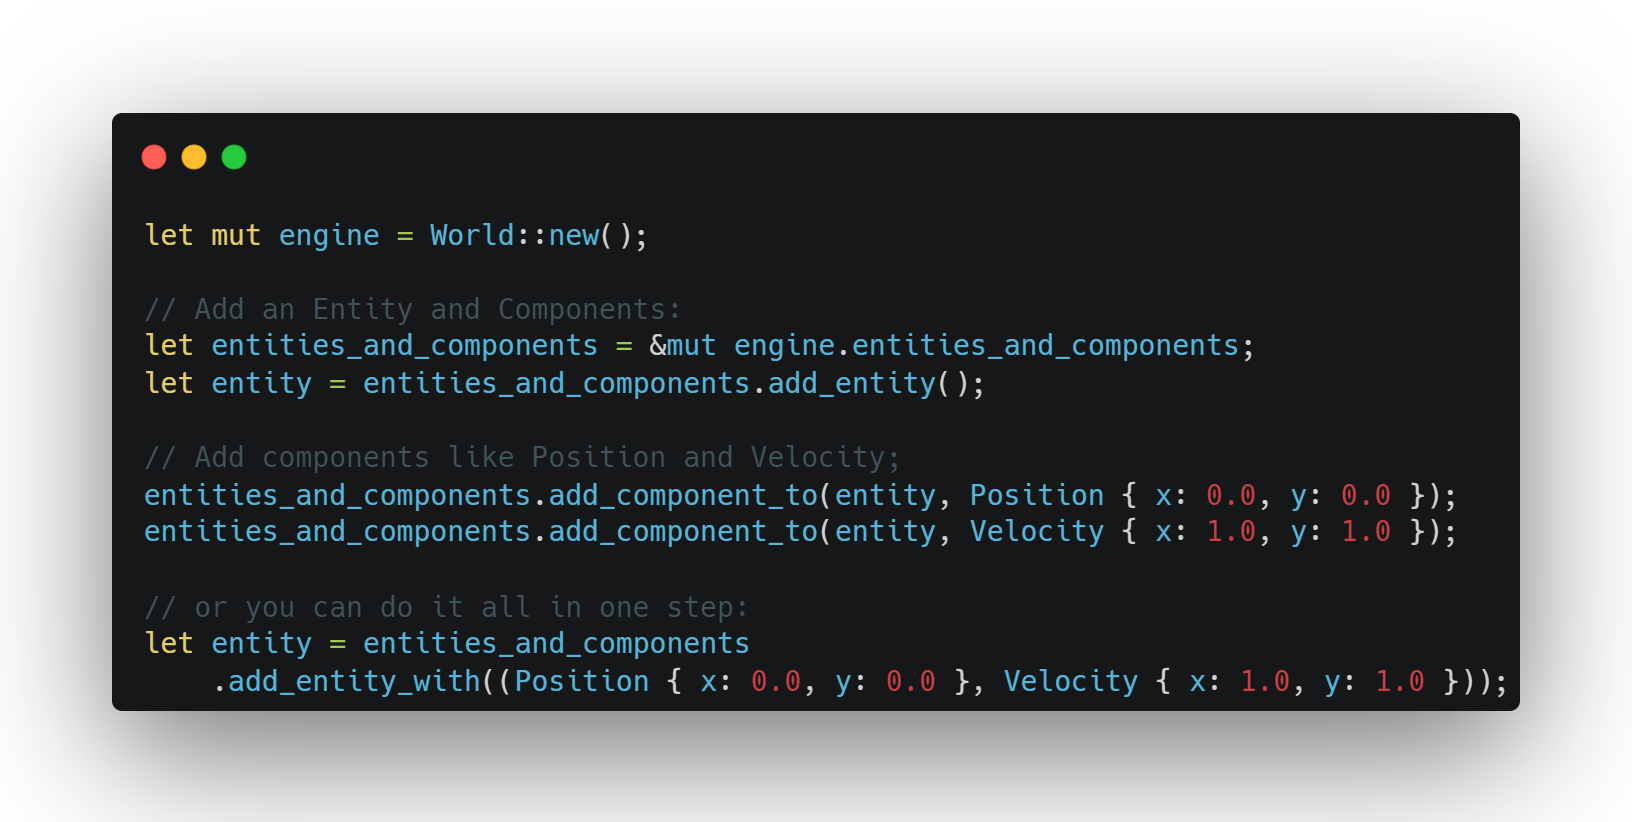 let mut engine = World::new();
// Add an Entity and Components:
let entities_and_components = &mut engine.entities_and_components;
let entity = entities_and_components.add_entity();
// Add components like Position and Velocity;
entities_and_components.add_component_to(entity, Position { x: 0.0, y: 0.0 });
entities_and_components.add_component_to(entity, Velocity { x: 1.0, y: 1.0 });
// or you can do it all in one step:
let entity = entities_and_components
    .add_entity_with((Position { x: 0.0, y: 0.0 }, Velocity { x: 1.0, y: 1.0 }));